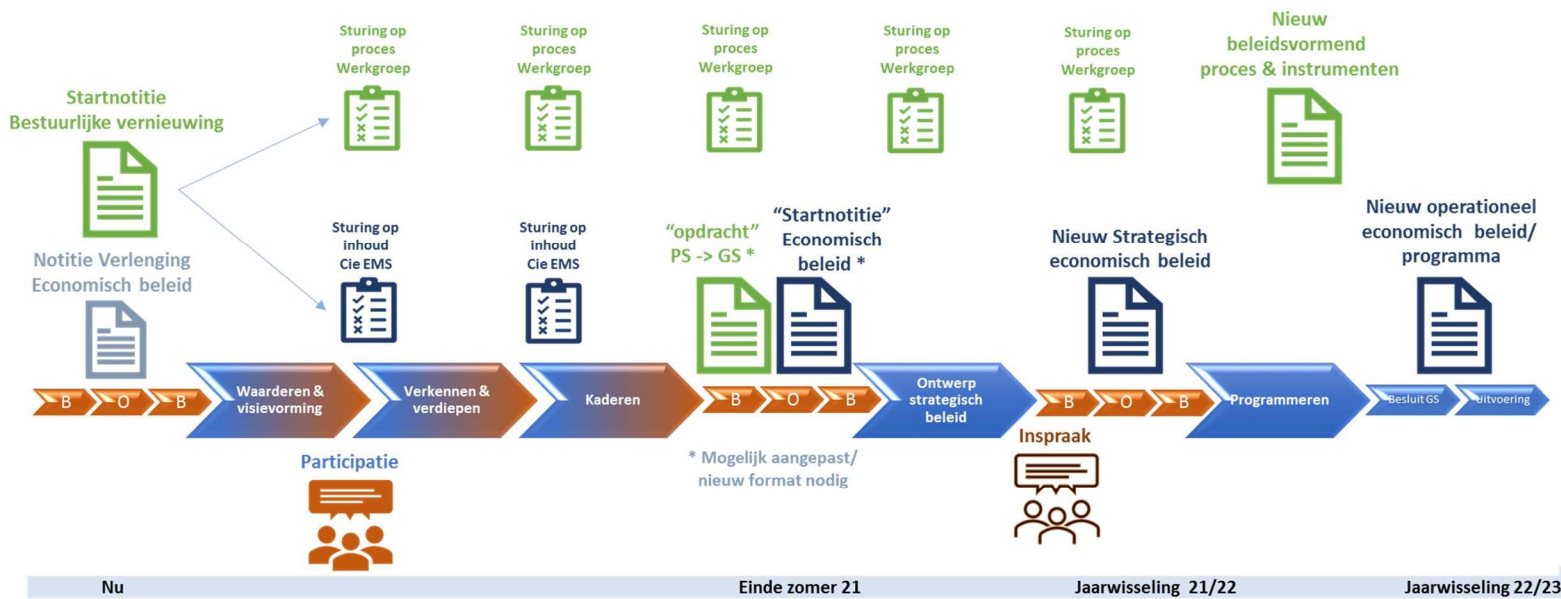 Sturing op
proces
Werkgroep
Sturing op
proces
Werkgroep
Sturing op
proces
Werkgroep
Sturing op
proces
Werkgroep
Sturing op
proces
Werkgroep
Nieuw
beleidsvormend
proces & instrumenten
Startnotitie
Bestuurlijke vernieuwing
Notitie Verlenging
Economisch beleid
Sturing op
inhoud
Cie EMS
Sturing op
inhoud
Cie EMS
“opdracht”
PS -> GS *
“Startnotitie”
Economisch
beleid *
Nieuw Strategisch
economisch beleid
Nieuw operationeel
economisch beleid/
programma
B O B
Waarderen &
visievorming
Verkennen &
verdiepen
Kaderen
B O B
Ontwerp
strategisch
beleid
B O B
Programmeren
Besluit GS
Uitvoering
Participatie
* Mogelijk aangepast/
nieuw format nodig
Inspraak
Nu
Einde zomer 21
Jaarwisseling 21/22
Jaarwisseling 22/23